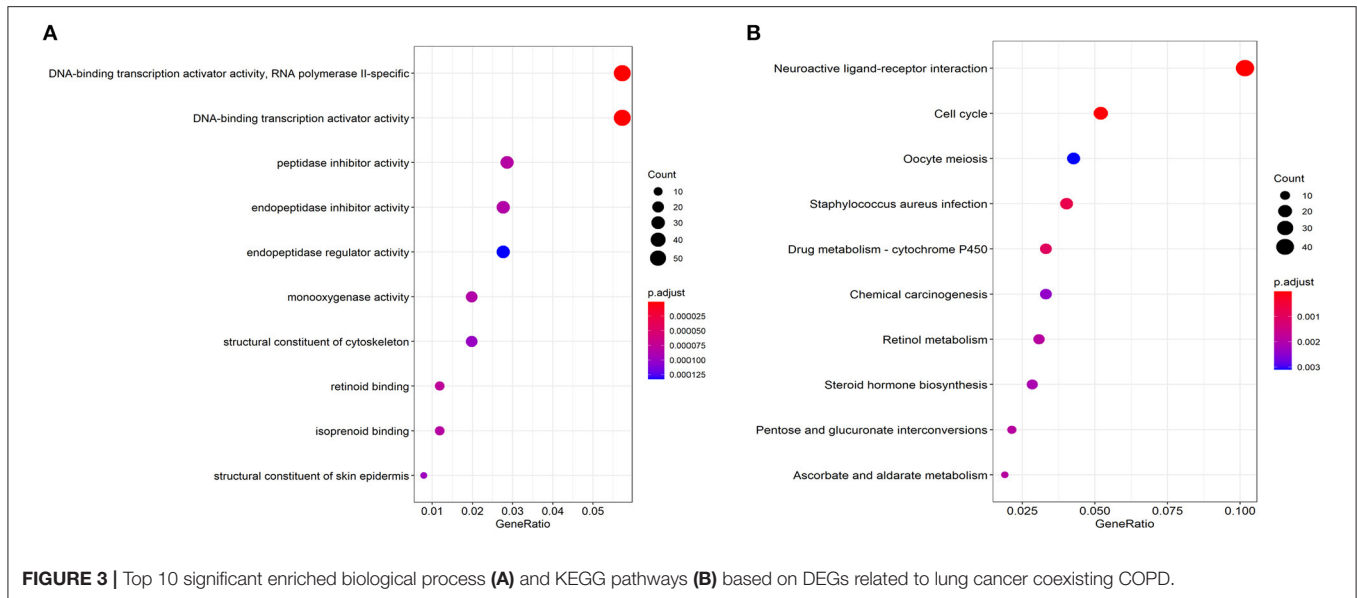 A
DNA-binding transcription activator activity, RNA polymerase II-specific
DNA-binding transcription activator activity
peptidase inhibitor activity
endopeptidase inhibitor activity
endopeptidase regulator activity
monooxygenase activity
structural constituent of cytoskeleton
retinoid binding
isoprenoid binding
structural constituent of skin epidermis
0.01 0.02 0.03 0.04 0.05
GeneRatio
Count
10
20
30
40
50
p.adjust
0.000025
0.000050
0.000075
0.000100
0.000125
B
Neuroactive ligand-receptor interaction
Cell cycle
Oocyte meiosis
Staphylococcus aureus infection
Drug metabolism - cytochrome P450
Chemical carcinogenesis
Retinol metabolism
Steroid hormone biosynthesis
Pentose and glucuronate interconversions
Ascorbate and aldarate metabolism
0.025 0.050 0.075 0.100
GeneRatio
Count
10
20
30
40
p.adjust
0.001
0.002
0.003
FIGURE 3 | Top 10 significant enriched biological process (A) and KEGG pathways (B) based on DEGs related to lung cancer coexisting COPD.